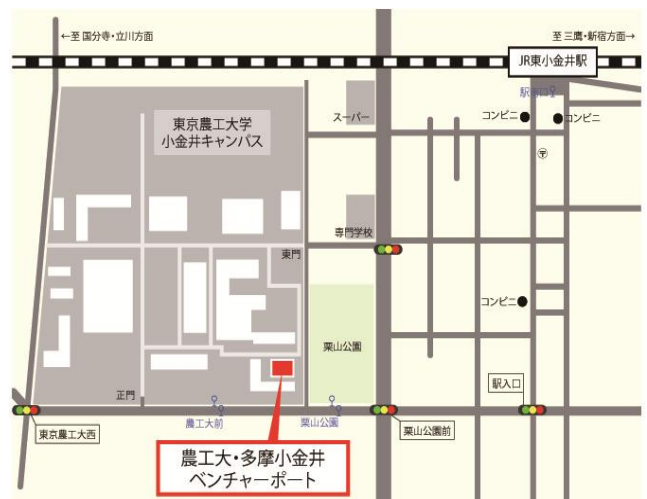 ←至 国分寺・立川方面
至 三鷹・新宿方面→
JR東小金井駅
駅南口
コンビニ
コンビニ
スーパー
東京農工大学
小金井キャンパス
〒
専門学校
東門
コンビニ
栗山公園
駅入口
正門
農工大前
栗山公園
東京農工大西
栗山公園前
農工大・多摩小金井
ベンチャーポート